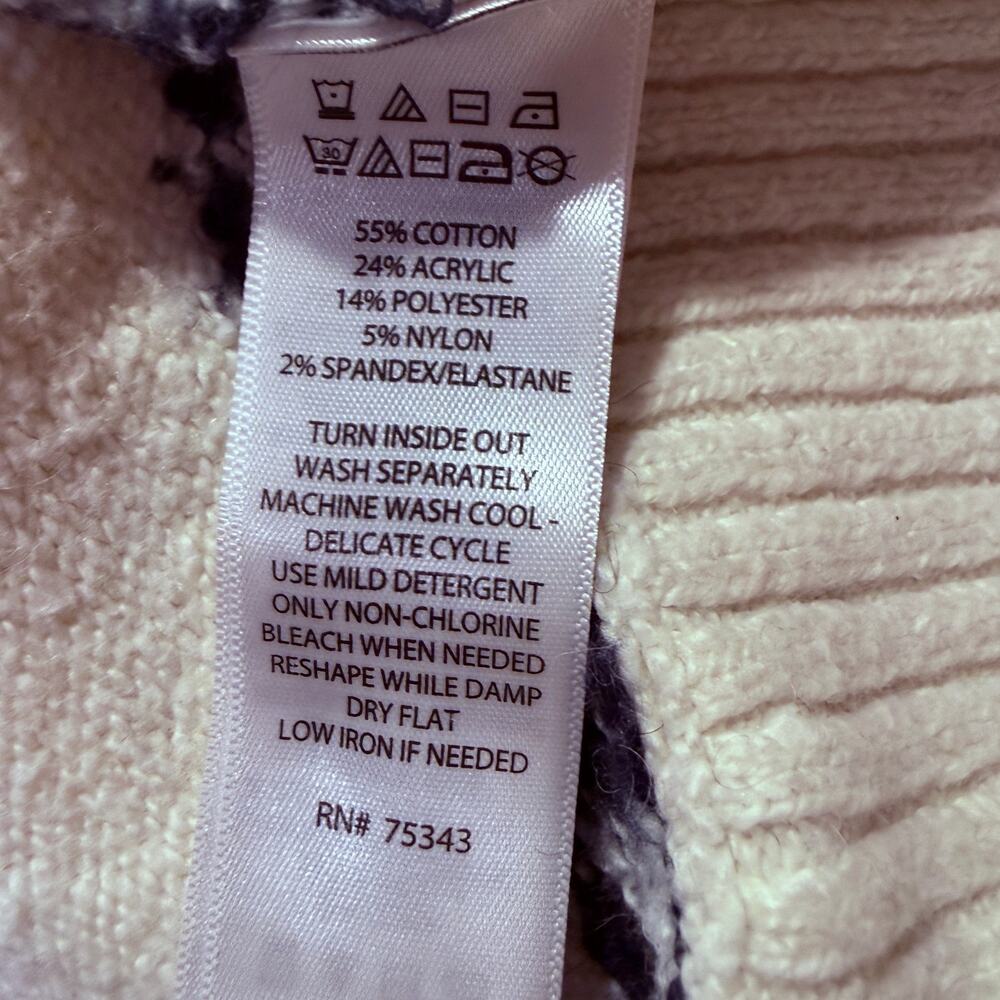 30
55% COTTON
24% ACRYLIC
14% POLYESTER
5% NYLON
2% SPANDEX/ELASTANE
TURN INSIDE OUT
WASH SEPARATELY
MACHINE WASH COOL -
DELICATE CYCLE
USE MILD DETERGENT
ONLY NON-CHLORINE
BLEACH WHEN NEEDED
RESHAPE WHILE DAMP
DRY FLAT
LOW IRON IF NEEDED
RN# 75343